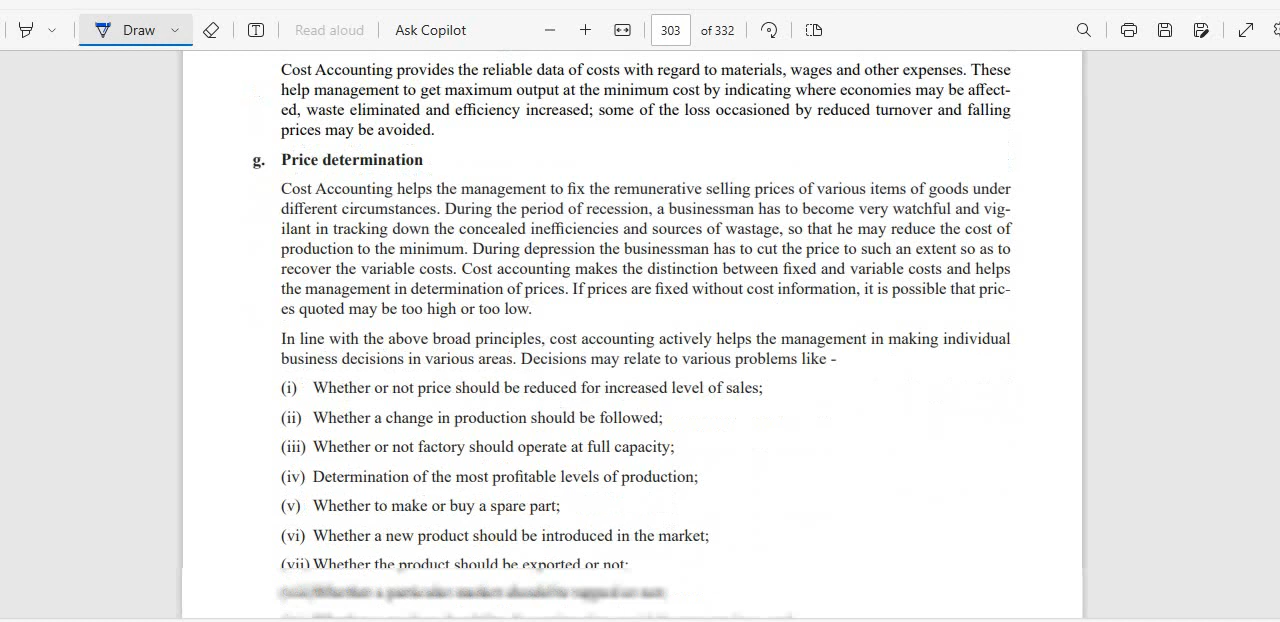 Draw
Read aloud
Ask Copilot
303
of 332
Cost Accounting provides the reliable data of costs with regard to materials, wages and other expenses. These
help management to get maximum output at the minimum cost by indicating where economies may be affect-
ed, waste eliminated and efficiency increased; some of the loss occasioned by reduced turnover and falling
prices may be avoided.
g. Price determination
Cost Accounting helps the management to fix the remunerative selling prices of various items of goods under
different circumstances. During the period of recession, a businessman has to become very watchful and vig-
ilant in tracking down the concealed inefficiencies and sources of wastage, so that he may reduce the cost of
production to the minimum. During depression the businessman has to cut the price to such an extent so as to
recover the variable costs. Cost accounting makes the distinction between fixed and variable costs and helps
the management in determination of prices. If prices are fixed without cost information, it is possible that pric-
es quoted may be too high or too low.
In line with the above broad principles, cost accounting actively helps the management in making individual
business decisions in various areas. Decisions may relate to various problems like -
(i) Whether or not price should be reduced for increased level of sales;
(ii) Whether a change in production should be followed;
(iii) Whether or not factory should operate at full capacity;
(iv) Determination of the most profitable levels of production;
(v) Whether to make or buy a spare part;
(vi) Whether a new product should be introduced in the market;
(vii) Whether the product should be exported or not;